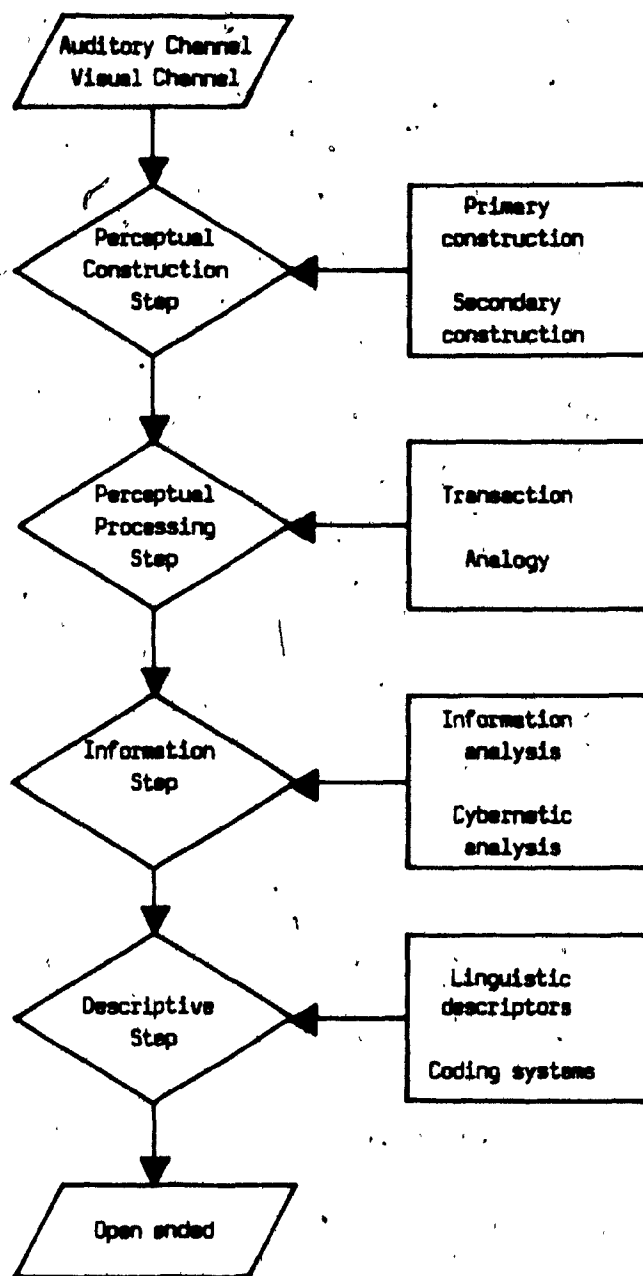 Auditory Channel
Visual Channel
Perceptual
Construction
Step
Primary
construction
Secondary
construction
Perceptual
Processing
Step
Transaction
Analogy
Information
Step
Information
analysis
Cybernetic
analysis
Descriptive
Step
Linguistic
descriptors
Coding systems
Open ended